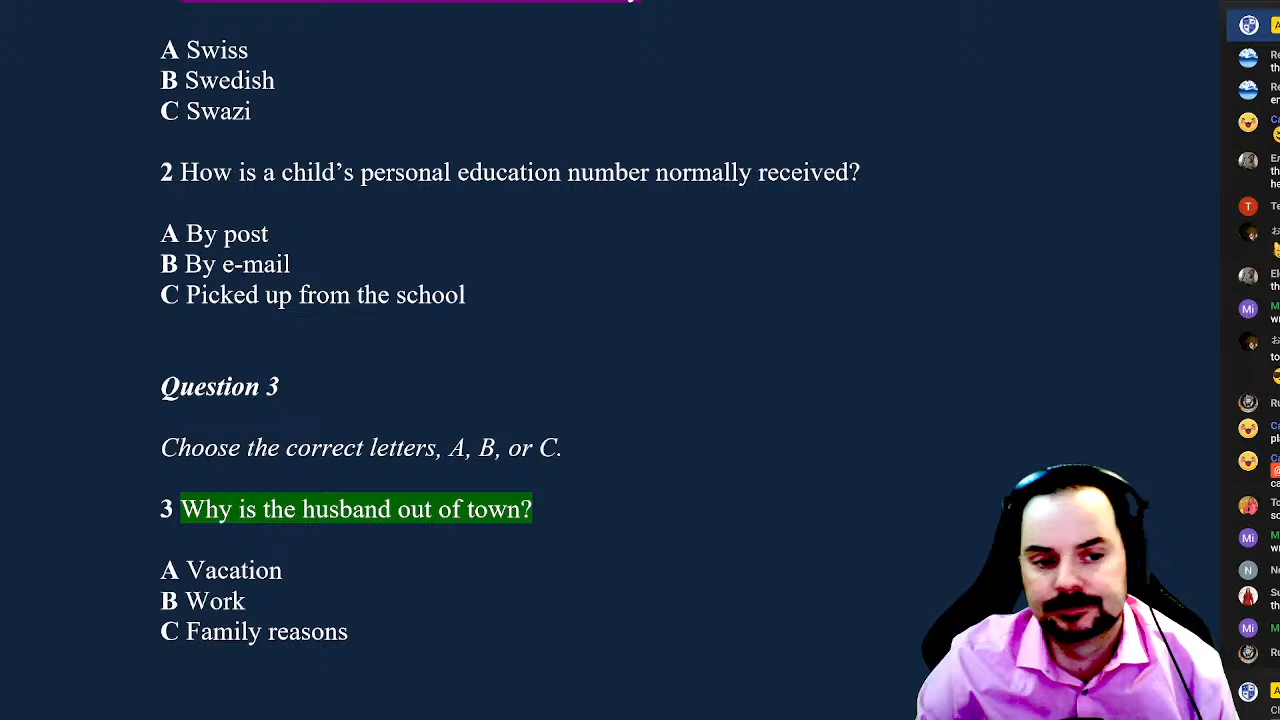 A Swiss
B Swedish
C Swazi
2 How is a child’s personal education number normally received?
A By post
B By e-mail
C Picked up from the school
Question 3
Choose the correct letters, A, B, or C.
3 Why is the husband out of town?
A Vacation
B Work
C Family reasons